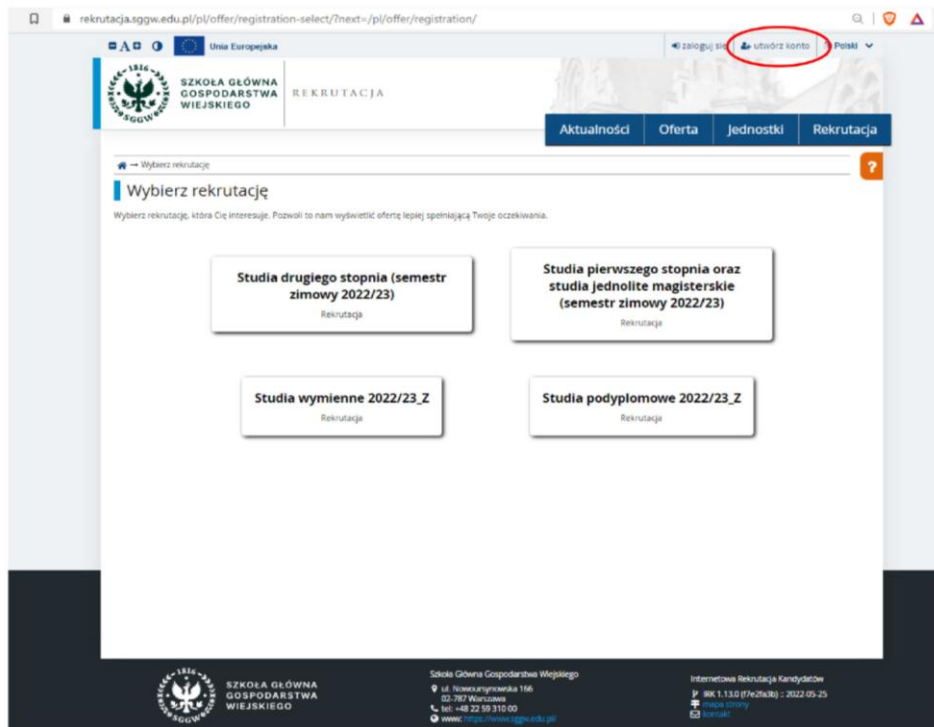 rekrutacja.sggw.edu.pl/pl/offer/registration-select/?next=/pl/offer/registration/
A Unia Europejska zaloguj się utwórz konto Polski
1816
SGGW
SZKOŁA GŁÓWNA
GOSPODARSTWA
WIEJSKIEGO
REKRUTACJA
Aktualności Oferta Jednostki Rekrutacja
→ Wybierz rekrutację
?
Wybierz rekrutację
Wybierz rekrutację, która Cię interesuje. Pozwoli to nam wyświetlić ofertę lepiej spełniającą Twoje oczekiwania.
Studia drugiego stopnia (semestr
zimowy 2022/23)
Rekrutacja
Studia pierwszego stopnia oraz
studia jednolite magisterskie
(semestr zimowy 2022/23)
Rekrutacja
Studia wymienne 2022/23_Z
Rekrutacja
Studia podyplomowe 2022/23_Z
Rekrutacja
1816
SGGW
SZKOŁA GŁÓWNA
GOSPODARSTWA
WIEJSKIEGO
Szkoła Główna Gospodarstwa Wiejskiego
ul. Nowoursynowska 166
02-787 Warszawa
tel: +48 22 59 310 00
www: https://www.sggw.edu.pl/
Internetowa Rekrutacja Kandydatów
IRK 1.13.0 (f7e2fa3b) :: 2022-05-25
mapa strony
kontakt